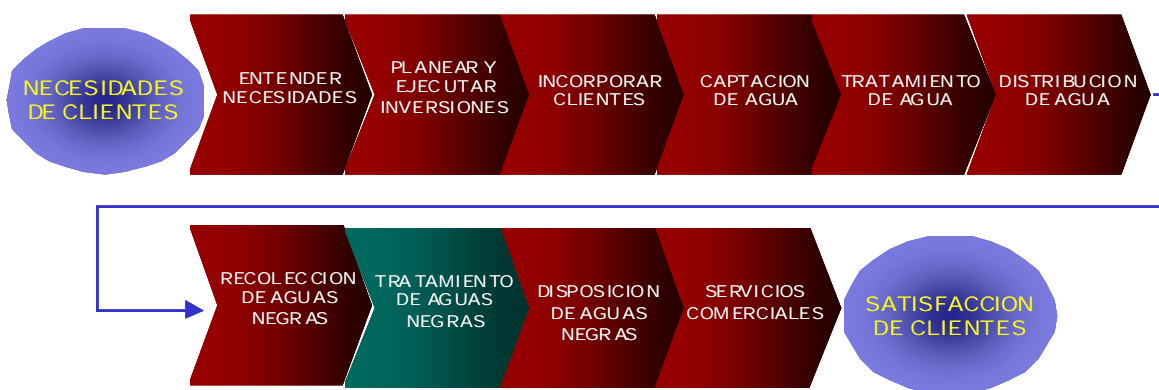 NECESIDADES
DE CLIENTES
ENTENDER
NECESIDADES
PLANEAR Y
EJECUTAR
INVERSIONES
INCORPORAR
CLIENTES
CAPTACION
DE AGUA
TRATAMIENTO
DE AGUA
DISTRIBUCION
DE AGUA
RECOLECCION
DE AGUAS
NEGRAS
TRATAMIENTO
DE AGUAS
NEGRAS
DISPOSICION
DE AGUAS
NEGRAS
SERVICIOS
COMERCIALES
SATISFACCION
DE CLIENTES